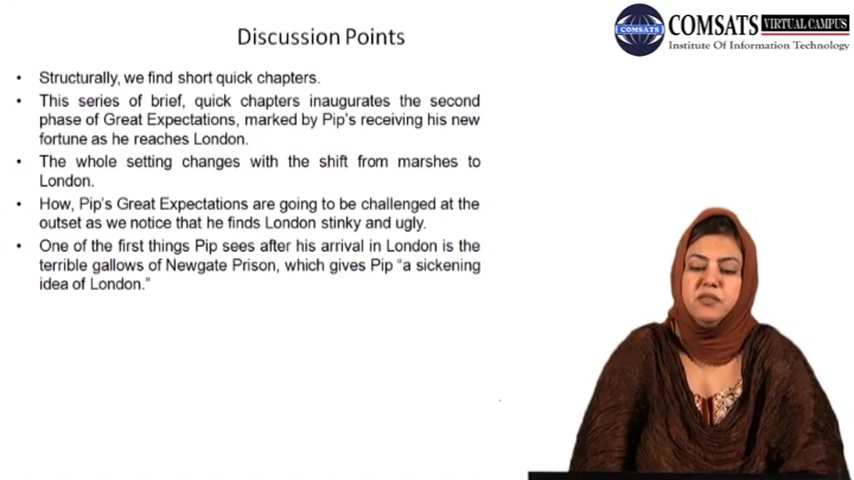 Discussion Points
COMSATS VIRTUAL CAMPUS
Institute Of Information Technology
COMSATS
• Structurally, we find short quick chapters.
• This series of brief, quick chapters inaugurates the second
phase of Great Expectations, marked by Pip's receiving his new
fortune as he reaches London.
• The whole setting changes with the shift from marshes to
London.
• How, Pip's Great Expectations are going to be challenged at the
outset as we notice that he finds London stinky and ugly.
• One of the first things Pip sees after his arrival in London is the
terrible gallows of Newgate Prison, which gives Pip “a sickening
idea of London.”